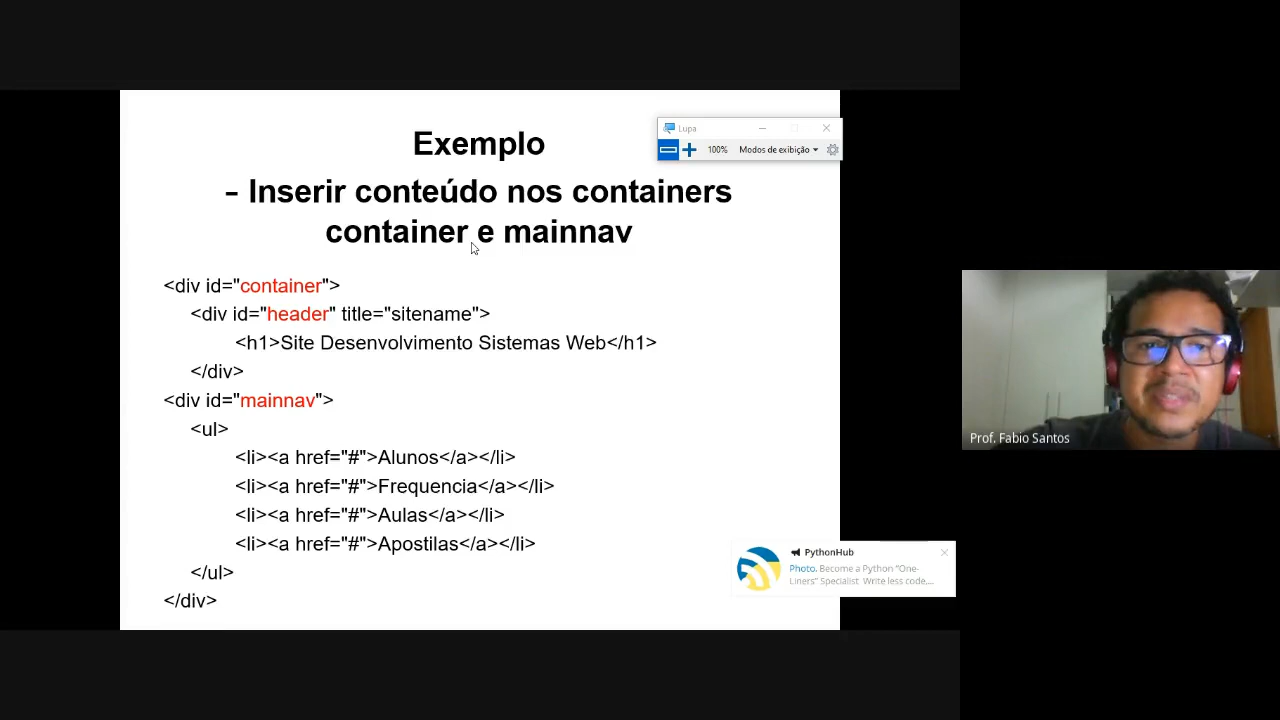 Exemplo
– Inserir conteúdo nos containers
container e mainnav
<div id="container">
<div id="header" title="sitename">
<h1>Site Desenvolvimento Sistemas Web</h1>
</div>
<div id="mainnav">
<ul>
<li><a href="#">Alunos</a></li>
<li><a href="#">Frequencia</a></li>
<li><a href="#">Aulas</a></li>
<li><a href="#">Apostilas</a></li>
</ul>
</div>
Lupa
100% Modos de exibição
PythonHub
Photo. Become a Python “One-
Liners” Specialist Write less code,...
Prof. Fabio Santos